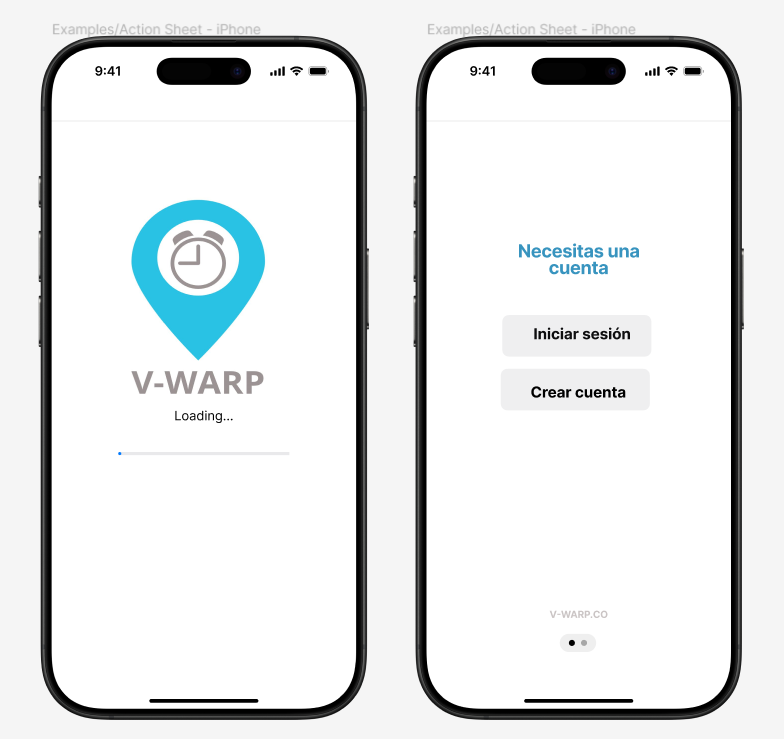 Examples/Action Sheet - iPhone
9:41
V-WARP
Loading...
Examples/Action Sheet - iPhone
9:41
Necesitas una
cuenta
Iniciar sesión
Crear cuenta
V-WARP.CO